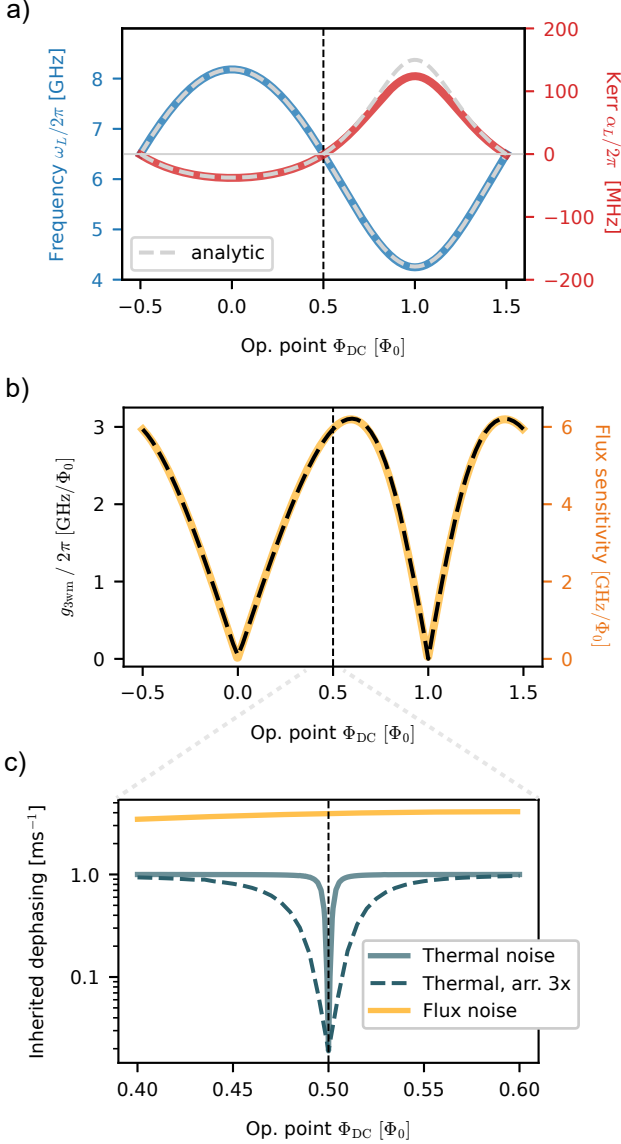 a)
Frequency ω_L/2π [GHz]
8
7
6
5
4
200
100
0
−100
−200
Kerr α_L/2π [MHz]
analytic
−0.5 0.0 0.5 1.0 1.5
Op. point Φ_DC [Φ_0]
b)
g_3wm / 2π [GHz/Φ_0]
3
2
1
0
6
4
2
0
Flux sensitivity [GHz/Φ_0]
−0.5 0.0 0.5 1.0 1.5
Op. point Φ_DC [Φ_0]
c)
Inherited dephasing [ms⁻¹]
1.0
0.1
Thermal noise
Thermal, arr. 3x
Flux noise
0.40 0.45 0.50 0.55 0.60
Op. point Φ_DC [Φ_0]